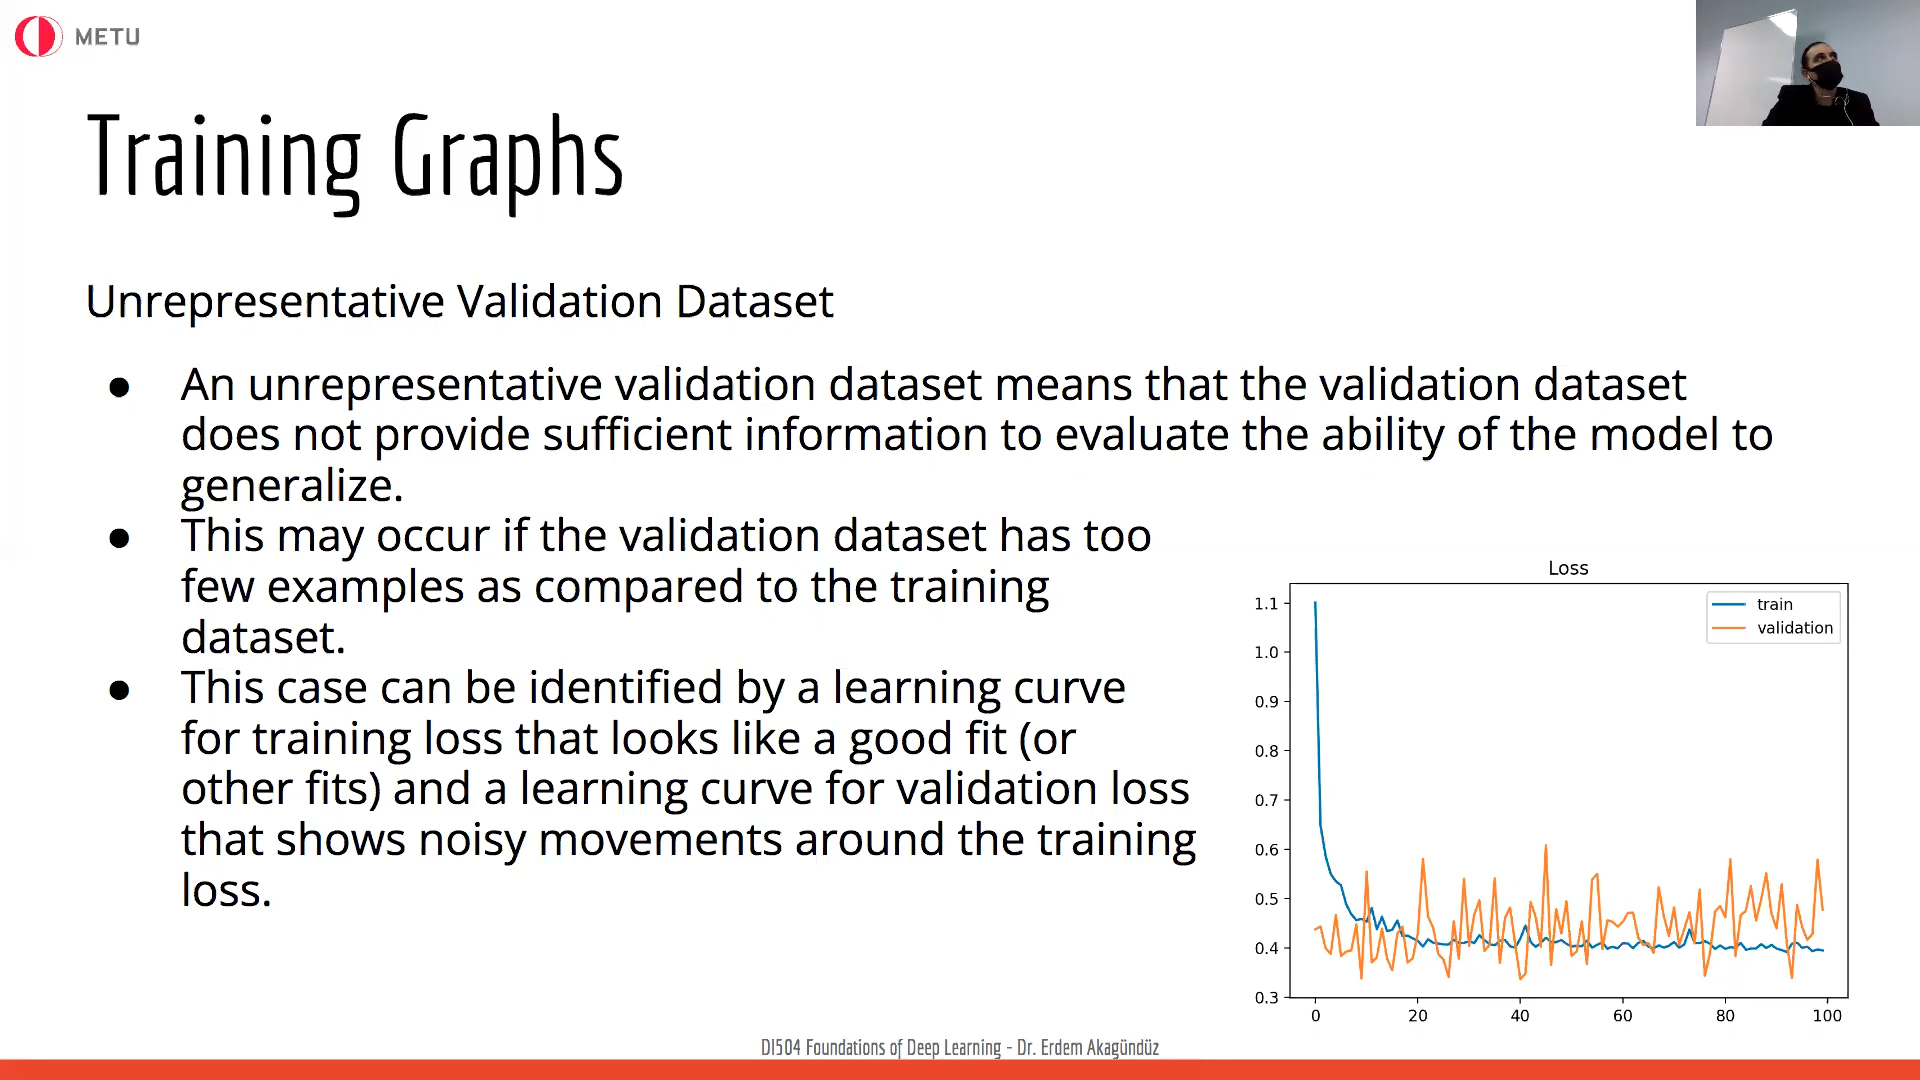 METU
Training Graphs
Unrepresentative Validation Dataset
● An unrepresentative validation dataset means that the validation dataset
does not provide sufficient information to evaluate the ability of the model to
generalize.
● This may occur if the validation dataset has too
few examples as compared to the training
dataset.
● This case can be identified by a learning curve
for training loss that looks like a good fit (or
other fits) and a learning curve for validation loss
that shows noisy movements around the training
loss.
Loss
train
validation
1.1
1.0
0.9
0.8
0.7
0.6
0.5
0.4
0.3
0 20 40 60 80 100
DI504 Foundations of Deep Learning - Dr. Erdem Akagündüz